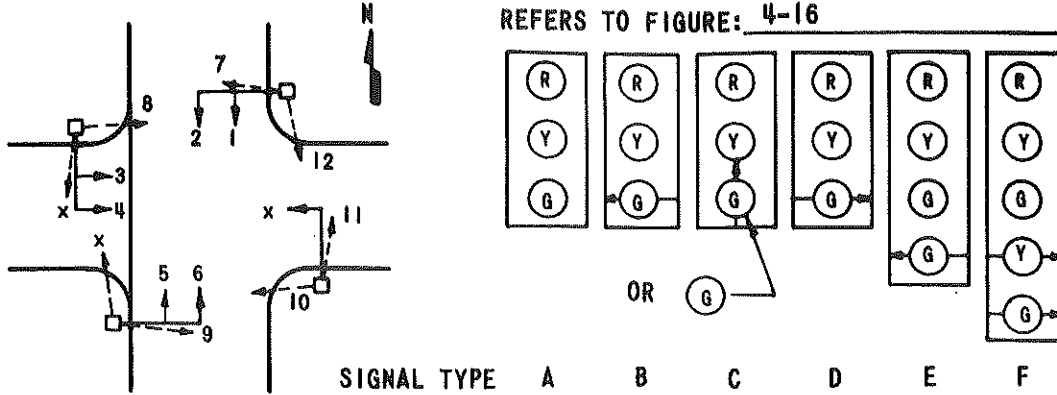 N
REFERS TO FIGURE: 4-16
7
8
2
1
12
3
X
4
X
11
X
5
6
10
9
R R R R R R
Y Y Y Y Y Y
G G G G G G
G Y
OR G
G
SIGNAL TYPE A B C D E F